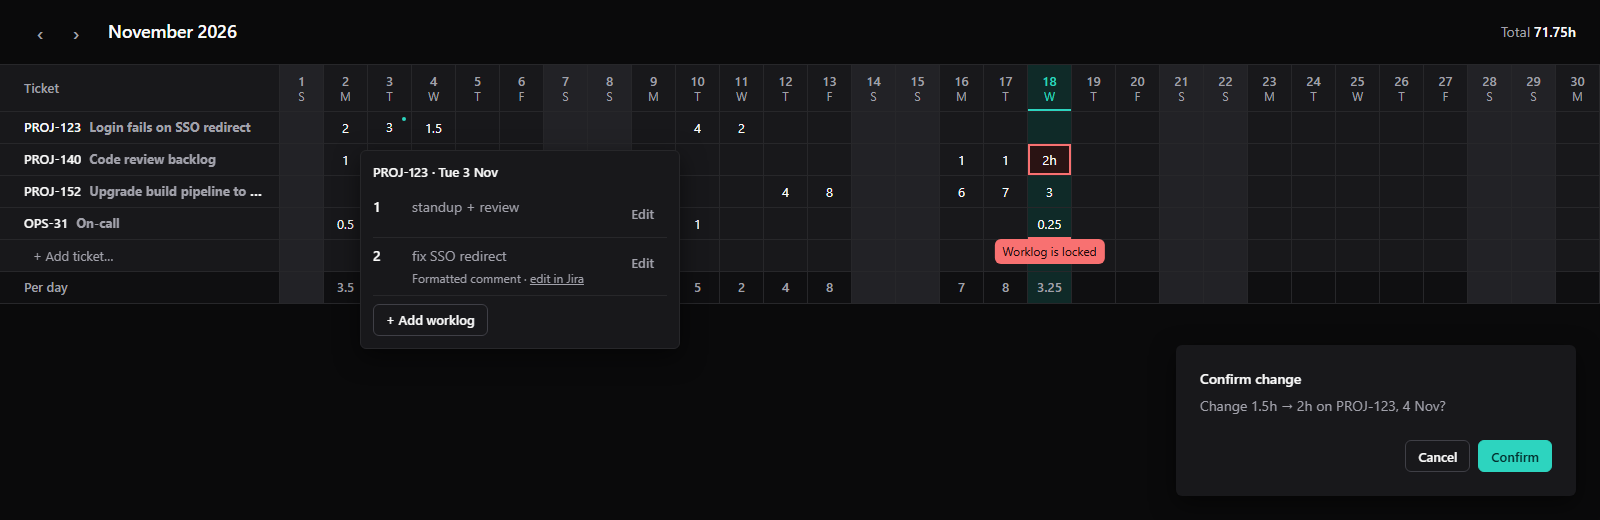 ‹ › November 2026 Total 71.75h
Ticket 1 2 3 4 5 6 7 8 9 10 11 12 13 14 15 16 17 18 19 20 21 22 23 24 25 26 27 28 29 30
S M T W T F S S M T W T F S S M T W T F S S M T W T F S S M
PROJ-123 Login fails on SSO redirect 2 3 1.5 4 2
PROJ-140 Code review backlog 1 1 1 2h
PROJ-152 Upgrade build pipeline to ... 4 8 6 7 3
OPS-31 On-call 0.5 1 0.25
+ Add ticket...
Per day 3.5 5 2 4 8 7 8 3.25
PROJ-123 · Tue 3 Nov
1 standup + review Edit
2 fix SSO redirect Edit
Formatted comment · edit in Jira
+ Add worklog
Worklog is locked
Confirm change
Change 1.5h → 2h on PROJ-123, 4 Nov?
Cancel Confirm